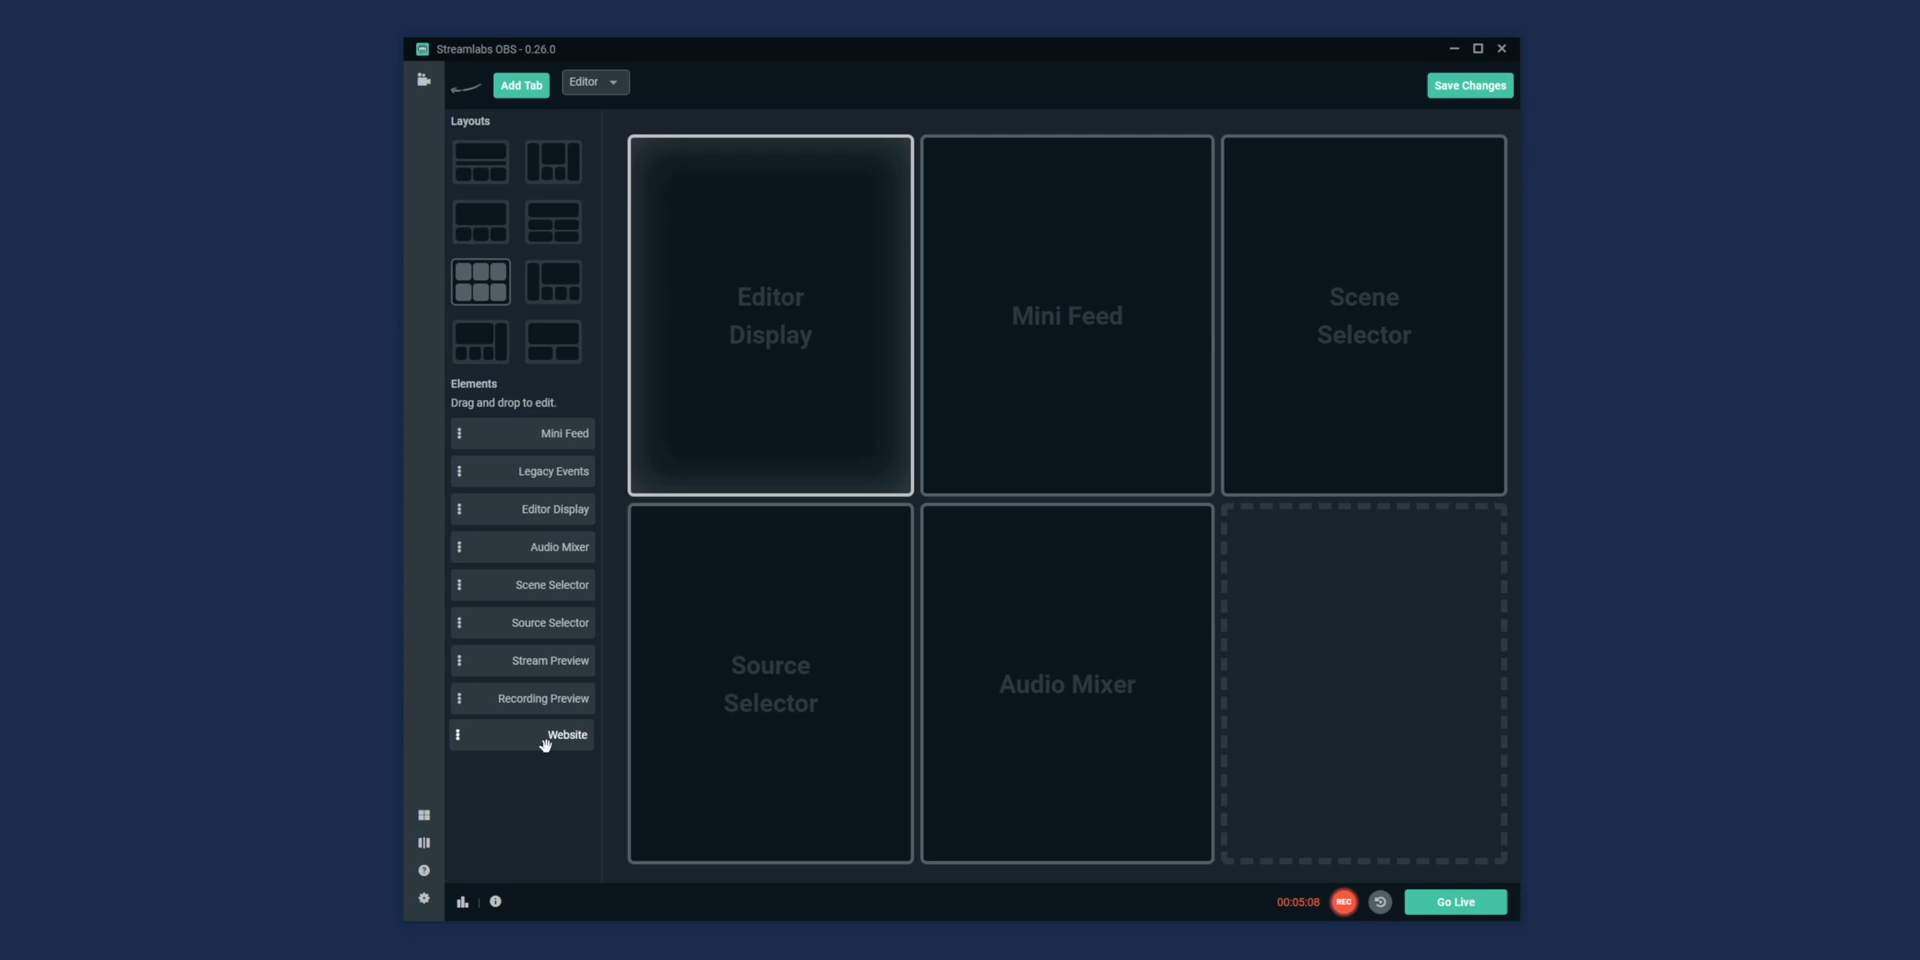 Streamlabs OBS - 0.26.0
Add Tab
Editor
Save Changes
Layouts
Editor
Display
Mini Feed
Scene
Selector
Elements
Drag and drop to edit.
Mini Feed
Legacy Events
Editor Display
Audio Mixer
Scene Selector
Source Selector
Stream Preview
Recording Preview
Website
Source
Selector
Audio Mixer
00:05:08
REC
Go Live